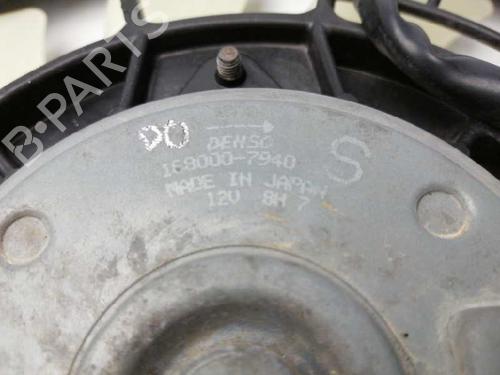 DO DENSO S
168000-7940
MADE IN JAPAN
12V 8H 7
B-PARTS